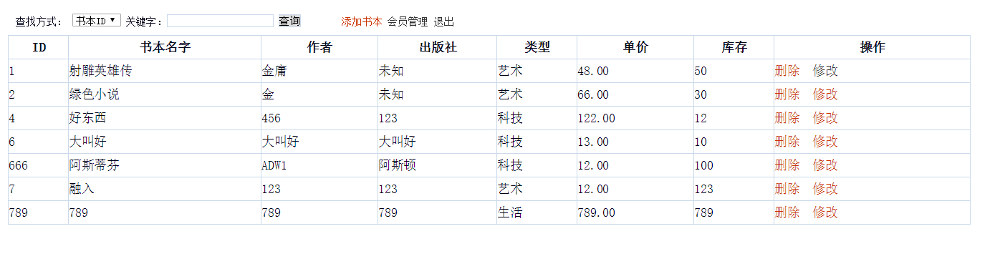 查找方式： 书本ID 关键字： 查询 添加书本 会员管理 退出
ID 书本名字 作者 出版社 类型 单价 库存 操作
1 射雕英雄传 金庸 未知 艺术 48.00 50 删除 修改
2 绿色小说 金 未知 艺术 66.00 30 删除 修改
4 好东西 456 123 科技 122.00 12 删除 修改
6 大叫好 大叫好 大叫好 科技 13.00 10 删除 修改
666 阿斯蒂芬 ADW1 阿斯顿 科技 12.00 100 删除 修改
7 融入 123 123 艺术 12.00 123 删除 修改
789 789 789 789 生活 789.00 789 删除 修改